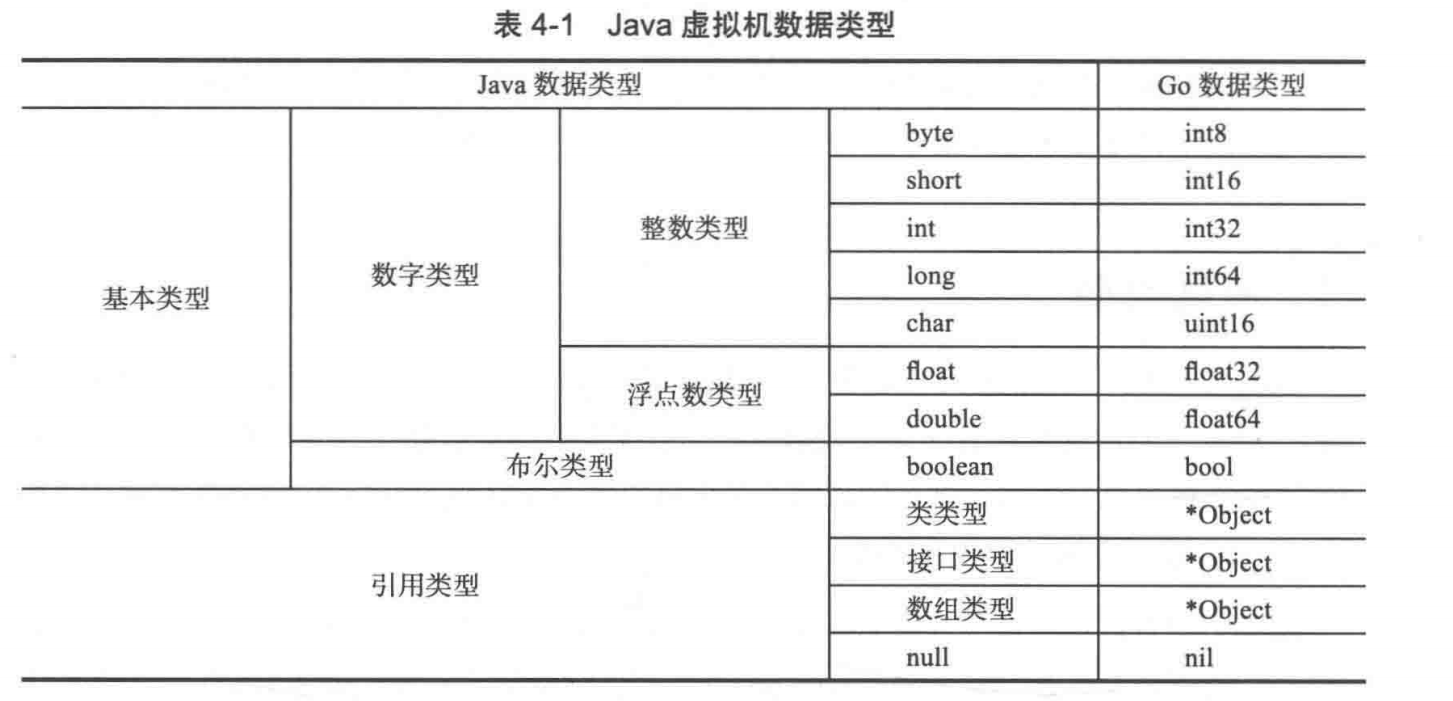 表 4-1 Java 虚拟机数据类型
Java 数据类型 Go 数据类型
基本类型 数字类型 整数类型 byte int8
short int16
int int32
long int64
char uint16
浮点数类型 float float32
double float64
布尔类型 boolean bool
引用类型 类类型 *Object
接口类型 *Object
数组类型 *Object
null nil